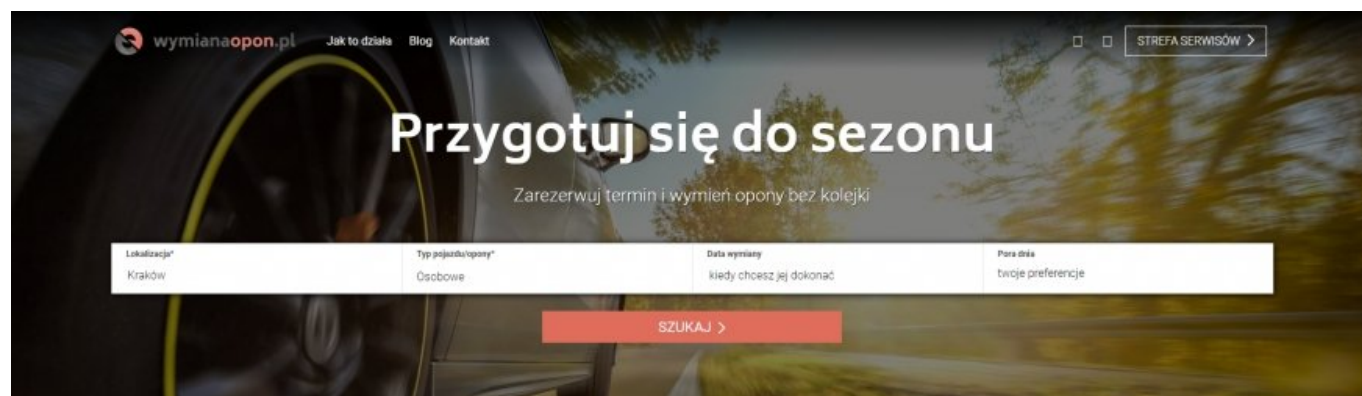 wymianaopon.pl Jak to działa Blog Kontakt STREFA SERWISÓW
Przygotuj się do sezonu
Zarezerwuj termin i wymień opony bez kolejki
Lokalizacja* Typ pojazdu/opony* Data wymiany Pora dnia
Kraków Osobowe kiedy chcesz jej dokonać twoje preferencje
SZUKAJ